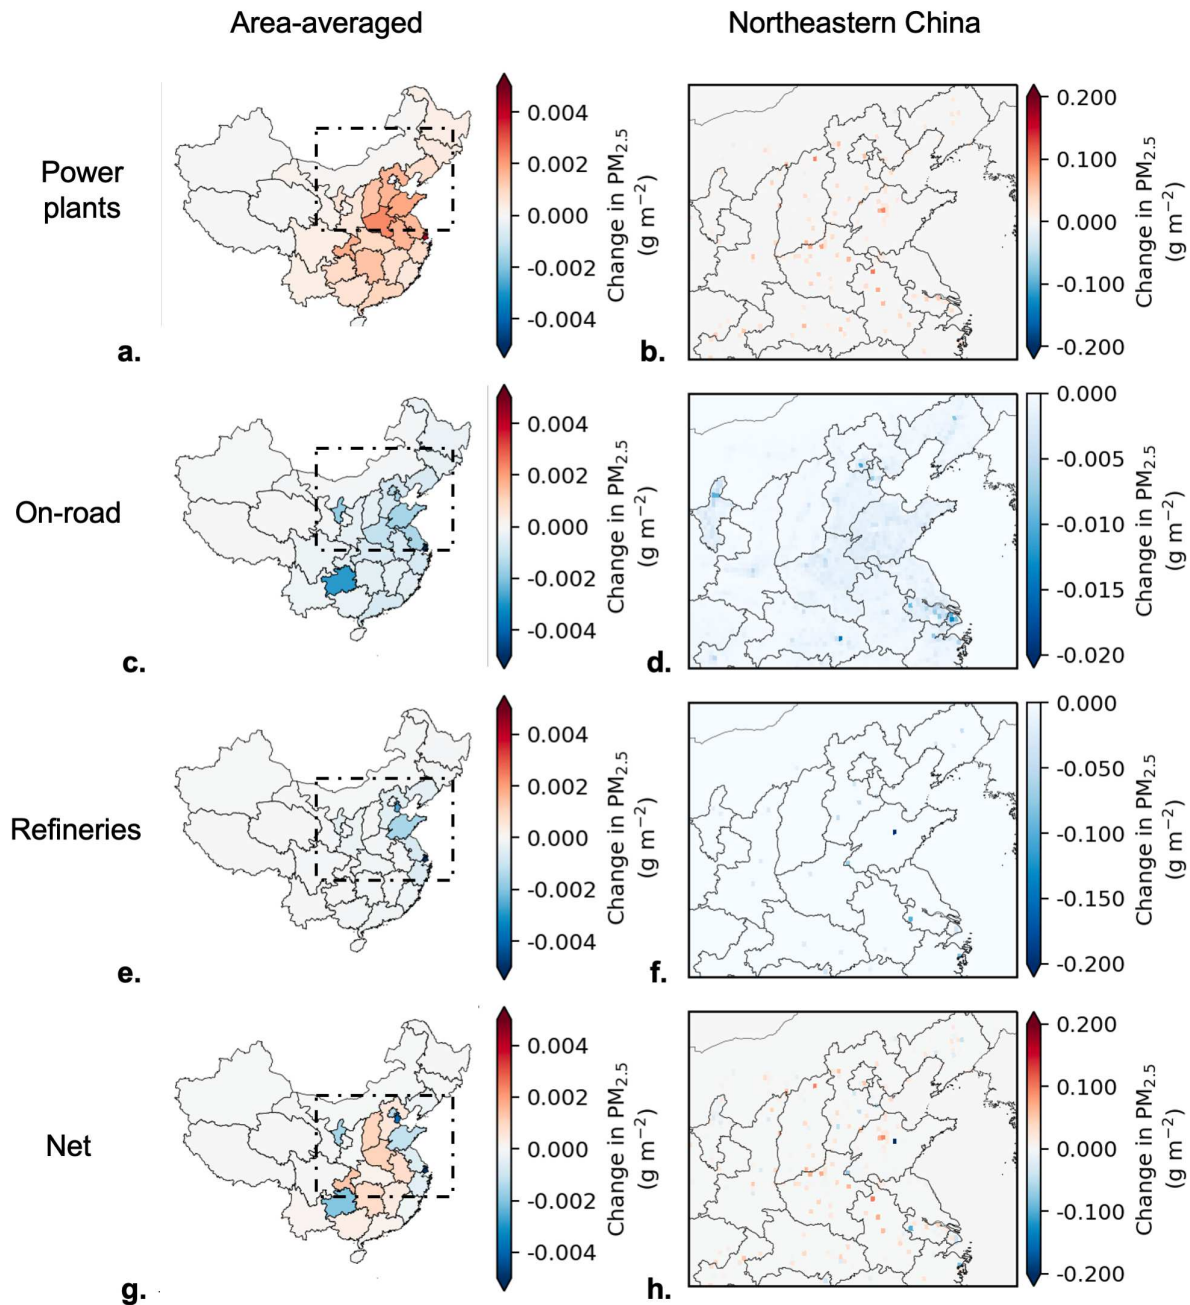 Area-averaged
Northeastern China
Power
plants
0.004
0.002
0.000
-0.002
-0.004
Change in PM2.5
(g m−2)
a.
0.200
0.100
0.000
-0.100
-0.200
Change in PM2.5
(g m−2)
b.
On-road
0.004
0.002
0.000
-0.002
-0.004
Change in PM2.5
(g m−2)
c.
0.000
-0.005
-0.010
-0.015
-0.020
Change in PM2.5
(g m−2)
d.
Refineries
0.004
0.002
0.000
-0.002
-0.004
Change in PM2.5
(g m−2)
e.
0.000
-0.050
-0.100
-0.150
-0.200
Change in PM2.5
(g m−2)
f.
Net
0.004
0.002
0.000
-0.002
-0.004
Change in PM2.5
(g m−2)
g.
0.200
0.100
0.000
-0.100
-0.200
Change in PM2.5
(g m−2)
h.